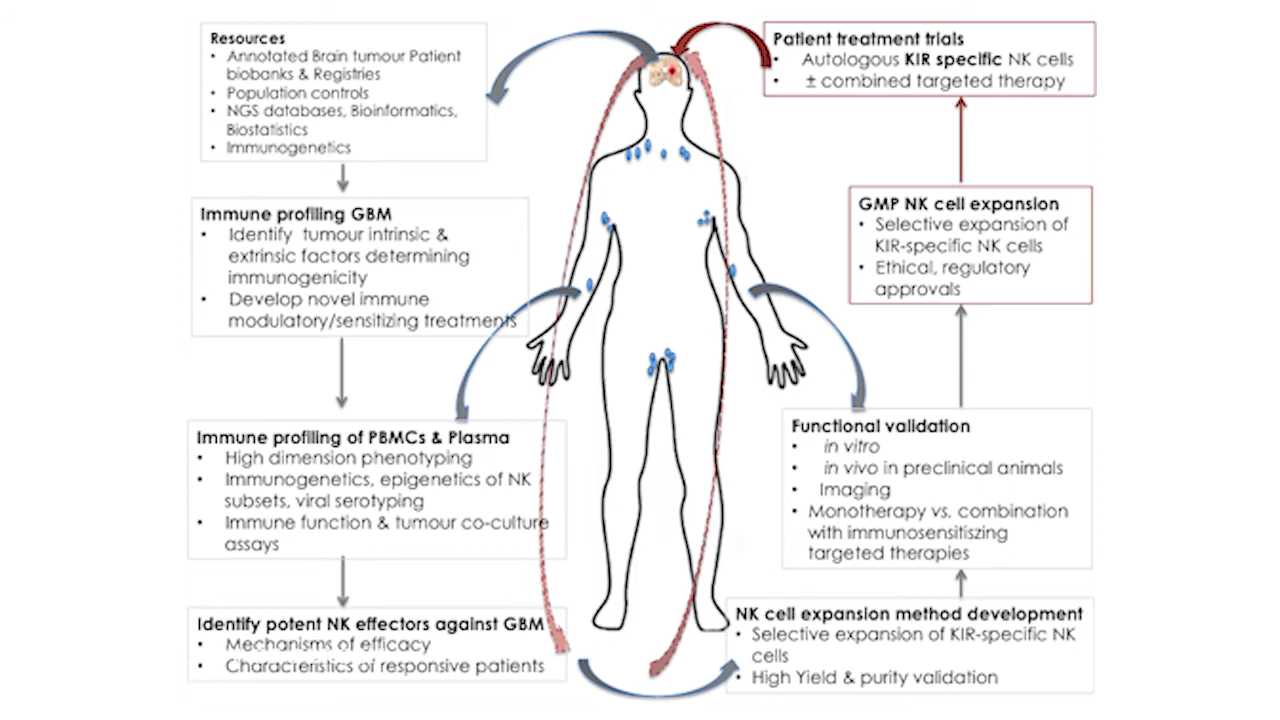 Resources
• Annotated Brain tumour Patient
biobanks & Registries
• Population controls
• NGS databases, Bioinformatics,
Biostatistics
• Immunogenetics
Immune profiling GBM
• Identify tumour intrinsic &
extrinsic factors determining
immunogenicity
• Develop novel immune
modulatory/sensitizing treatments
Immune profiling of PBMCs & Plasma
• High dimension phenotyping
• Immunogenetics, epigenetics of NK
subsets, viral serotyping
• Immune function & tumour co-culture
assays
Identify potent NK effectors against GBM
• Mechanisms of efficacy
• Characteristics of responsive patients
NK cell expansion method development
• Selective expansion of KIR-specific NK
cells
• High Yield & purity validation
Functional validation
• in vitro
• in vivo in preclinical animals
• Imaging
• Monotherapy vs. combination
with immunosensitiszing
targeted therapies
GMP NK cell expansion
• Selective expansion of
KIR-specific NK cells
• Ethical, regulatory
approvals
Patient treatment trials
• Autologous KIR specific NK cells
• ± combined targeted therapy